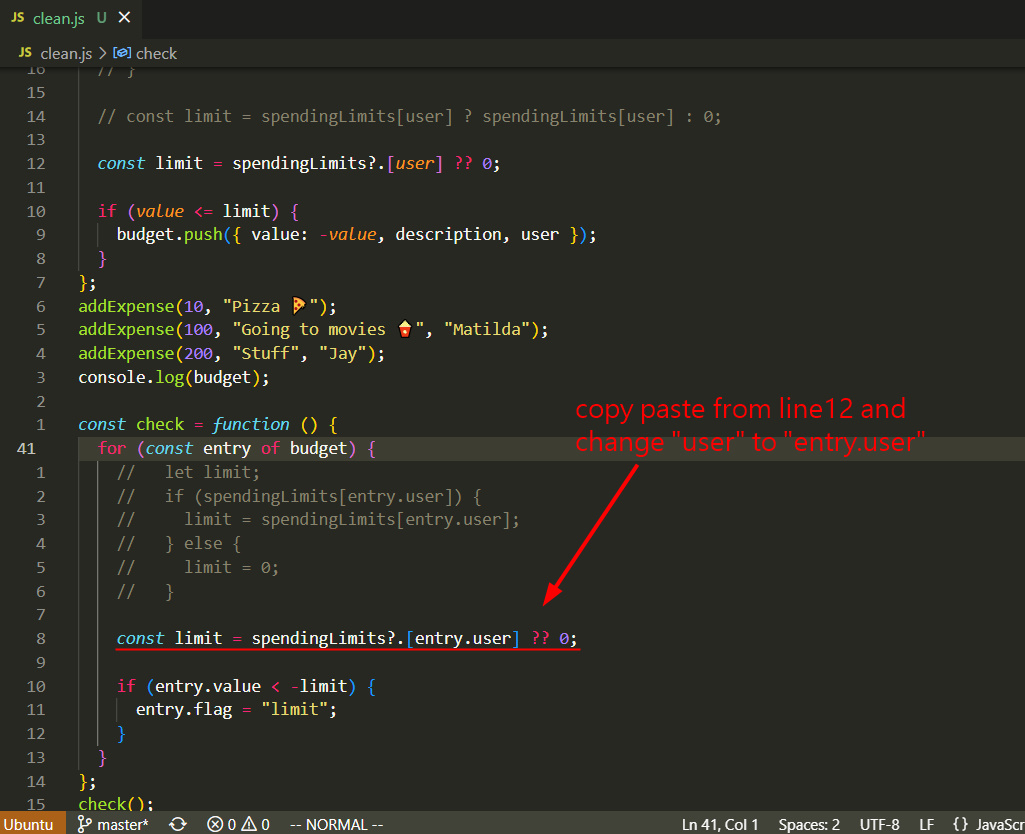 JS clean.js U ✕
JS clean.js > check
16 // }
15
14 // const limit = spendingLimits[user] ? spendingLimits[user] : 0;
13
12 const limit = spendingLimits?.[user] ?? 0;
11
10 if (value <= limit) {
9 budget.push({ value: -value, description, user });
8 }
7 };
6 addExpense(10, "Pizza 🍕");
5 addExpense(100, "Going to movies 🍿", "Matilda");
4 addExpense(200, "Stuff", "Jay");
3 console.log(budget);
2
1 const check = function () {
41 for (const entry of budget) {
copy paste from line12 and
change "user" to "entry.user"
1 // let limit;
2 // if (spendingLimits[entry.user]) {
3 // limit = spendingLimits[entry.user];
4 // } else {
5 // limit = 0;
6 // }
7
8 const limit = spendingLimits?.[entry.user] ?? 0;
9
10 if (entry.value < -limit) {
11 entry.flag = "limit";
12 }
13 }
14 };
15 check();
Ubuntu master* 0 0 -- NORMAL -- Ln 41, Col 1 Spaces: 2 UTF-8 LF {} JavaScr